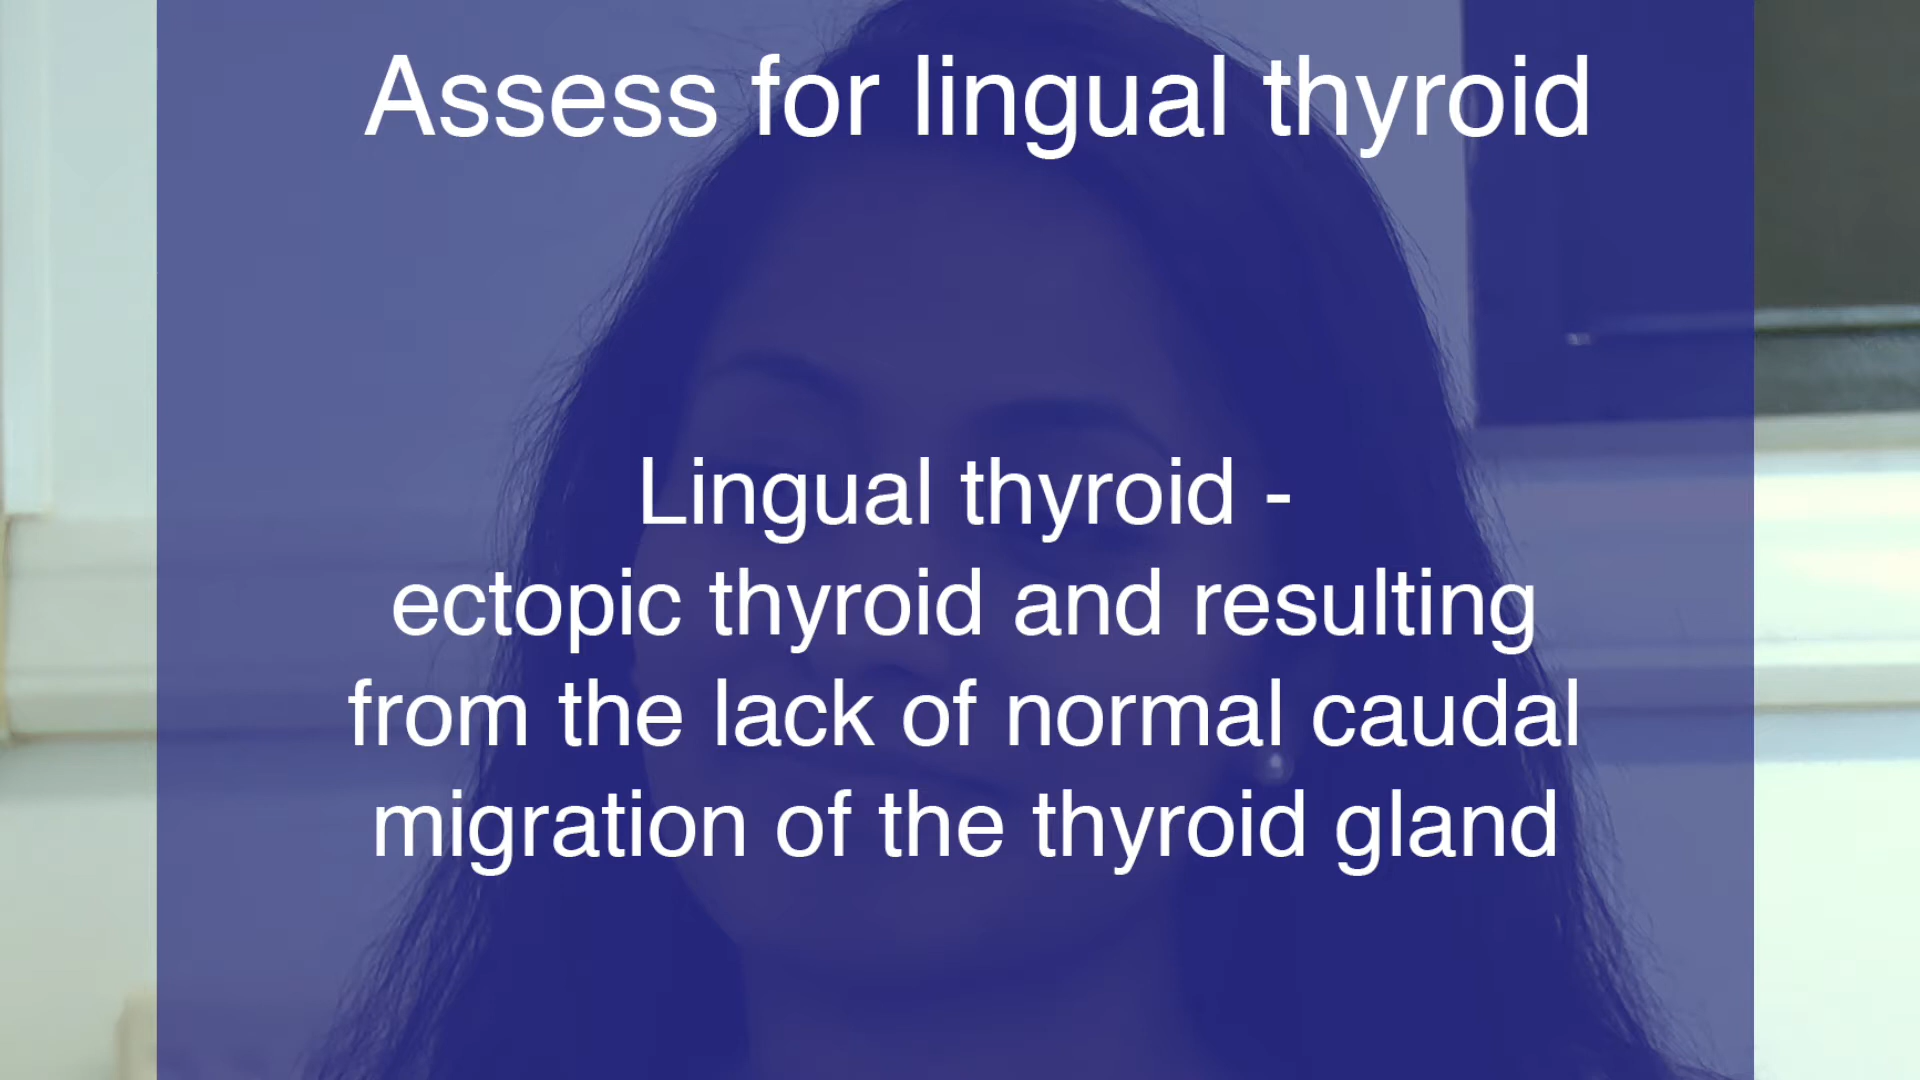 Assess for lingual thyroid
Lingual thyroid -
ectopic thyroid and resulting
from the lack of normal caudal
migration of the thyroid gland